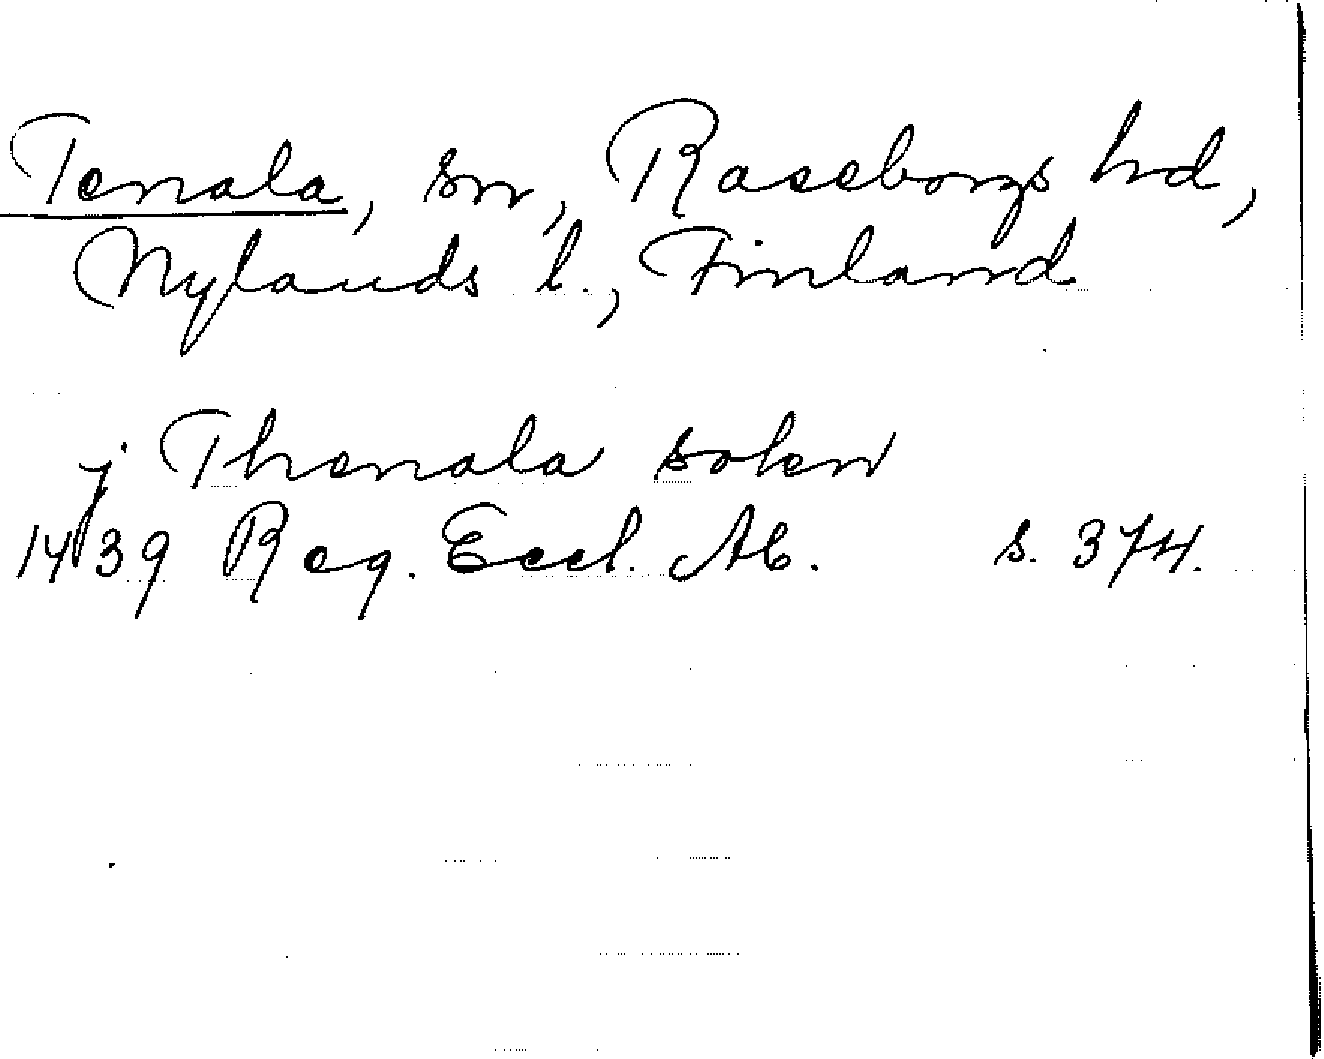 Tenala, sn, Raseborgs hd,
Nylands l., Finland
j Thenala sokn
1439 Reg. Eccl. Ab. s. 374.